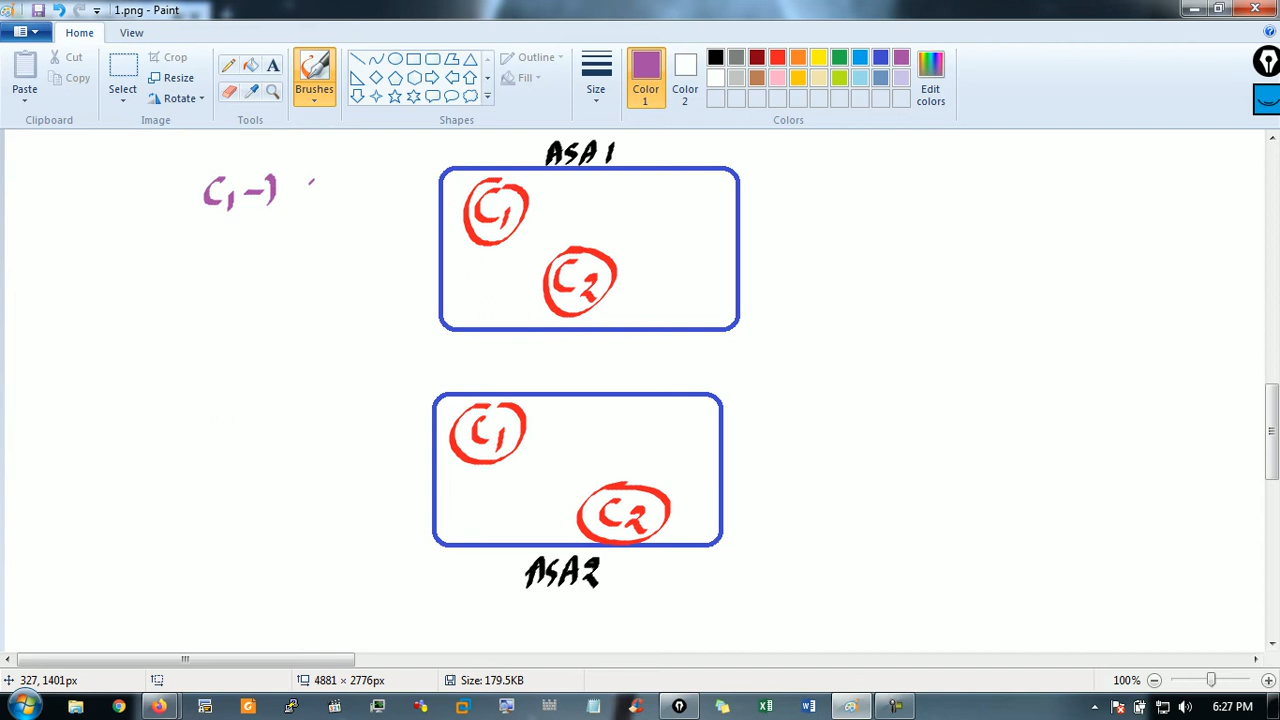 1.png - Paint
Home
View
Paste
Cut
Copy
Clipboard
Select
Crop
Resize
Rotate
Image
Tools
Brushes
Shapes
Outline
Fill
Size
Color 1
Color 2
Edit colors
Colors
ASA 1
C1
C1
C2
C1
C2
ASA2
327, 1401px
4881 × 2776px
Size: 179.5KB
100%
6:27 PM